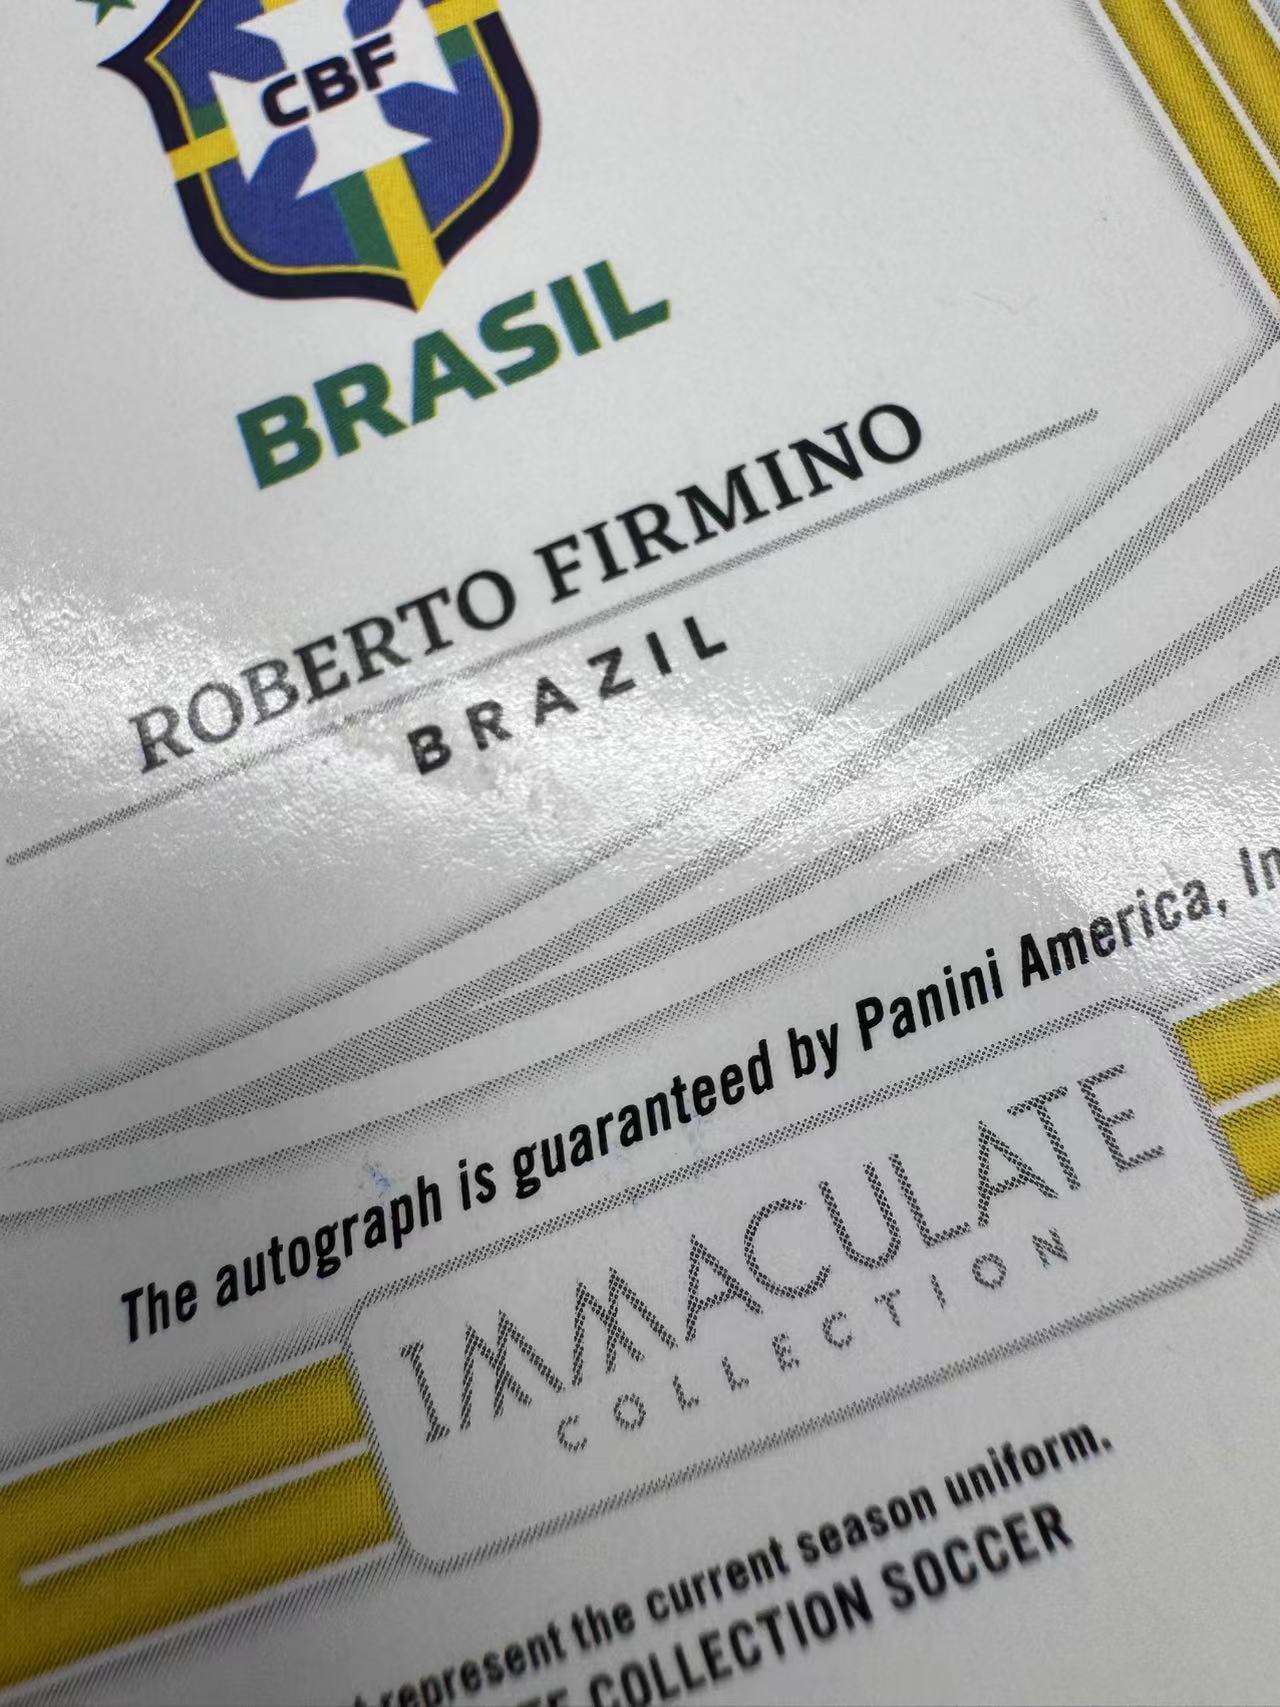 CBF
BRASIL
ROBERTO FIRMINO
BRAZIL
The autograph is guaranteed by Panini America, In
IMMACULATE
COLLECTION
represent the current season uniform.
COLLECTION SOCCER